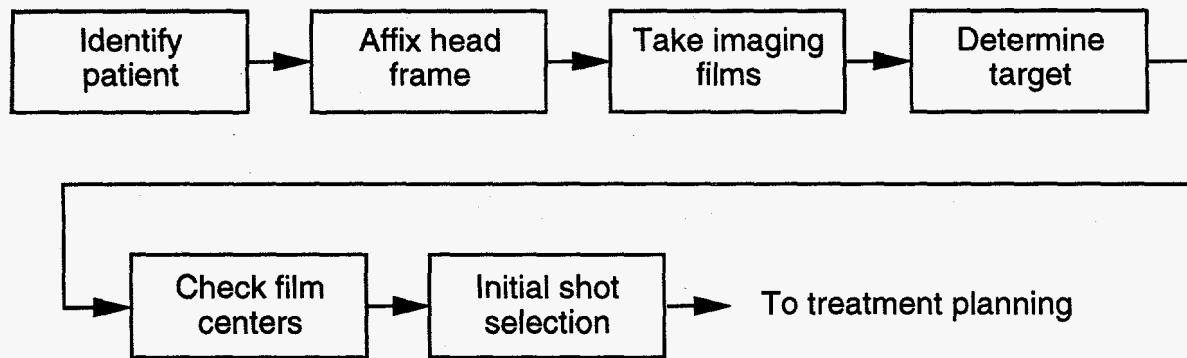 Identify
patient
Affix head
frame
Take imaging
films
Determine
target
Check film
centers
Initial shot
selection
To treatment planning